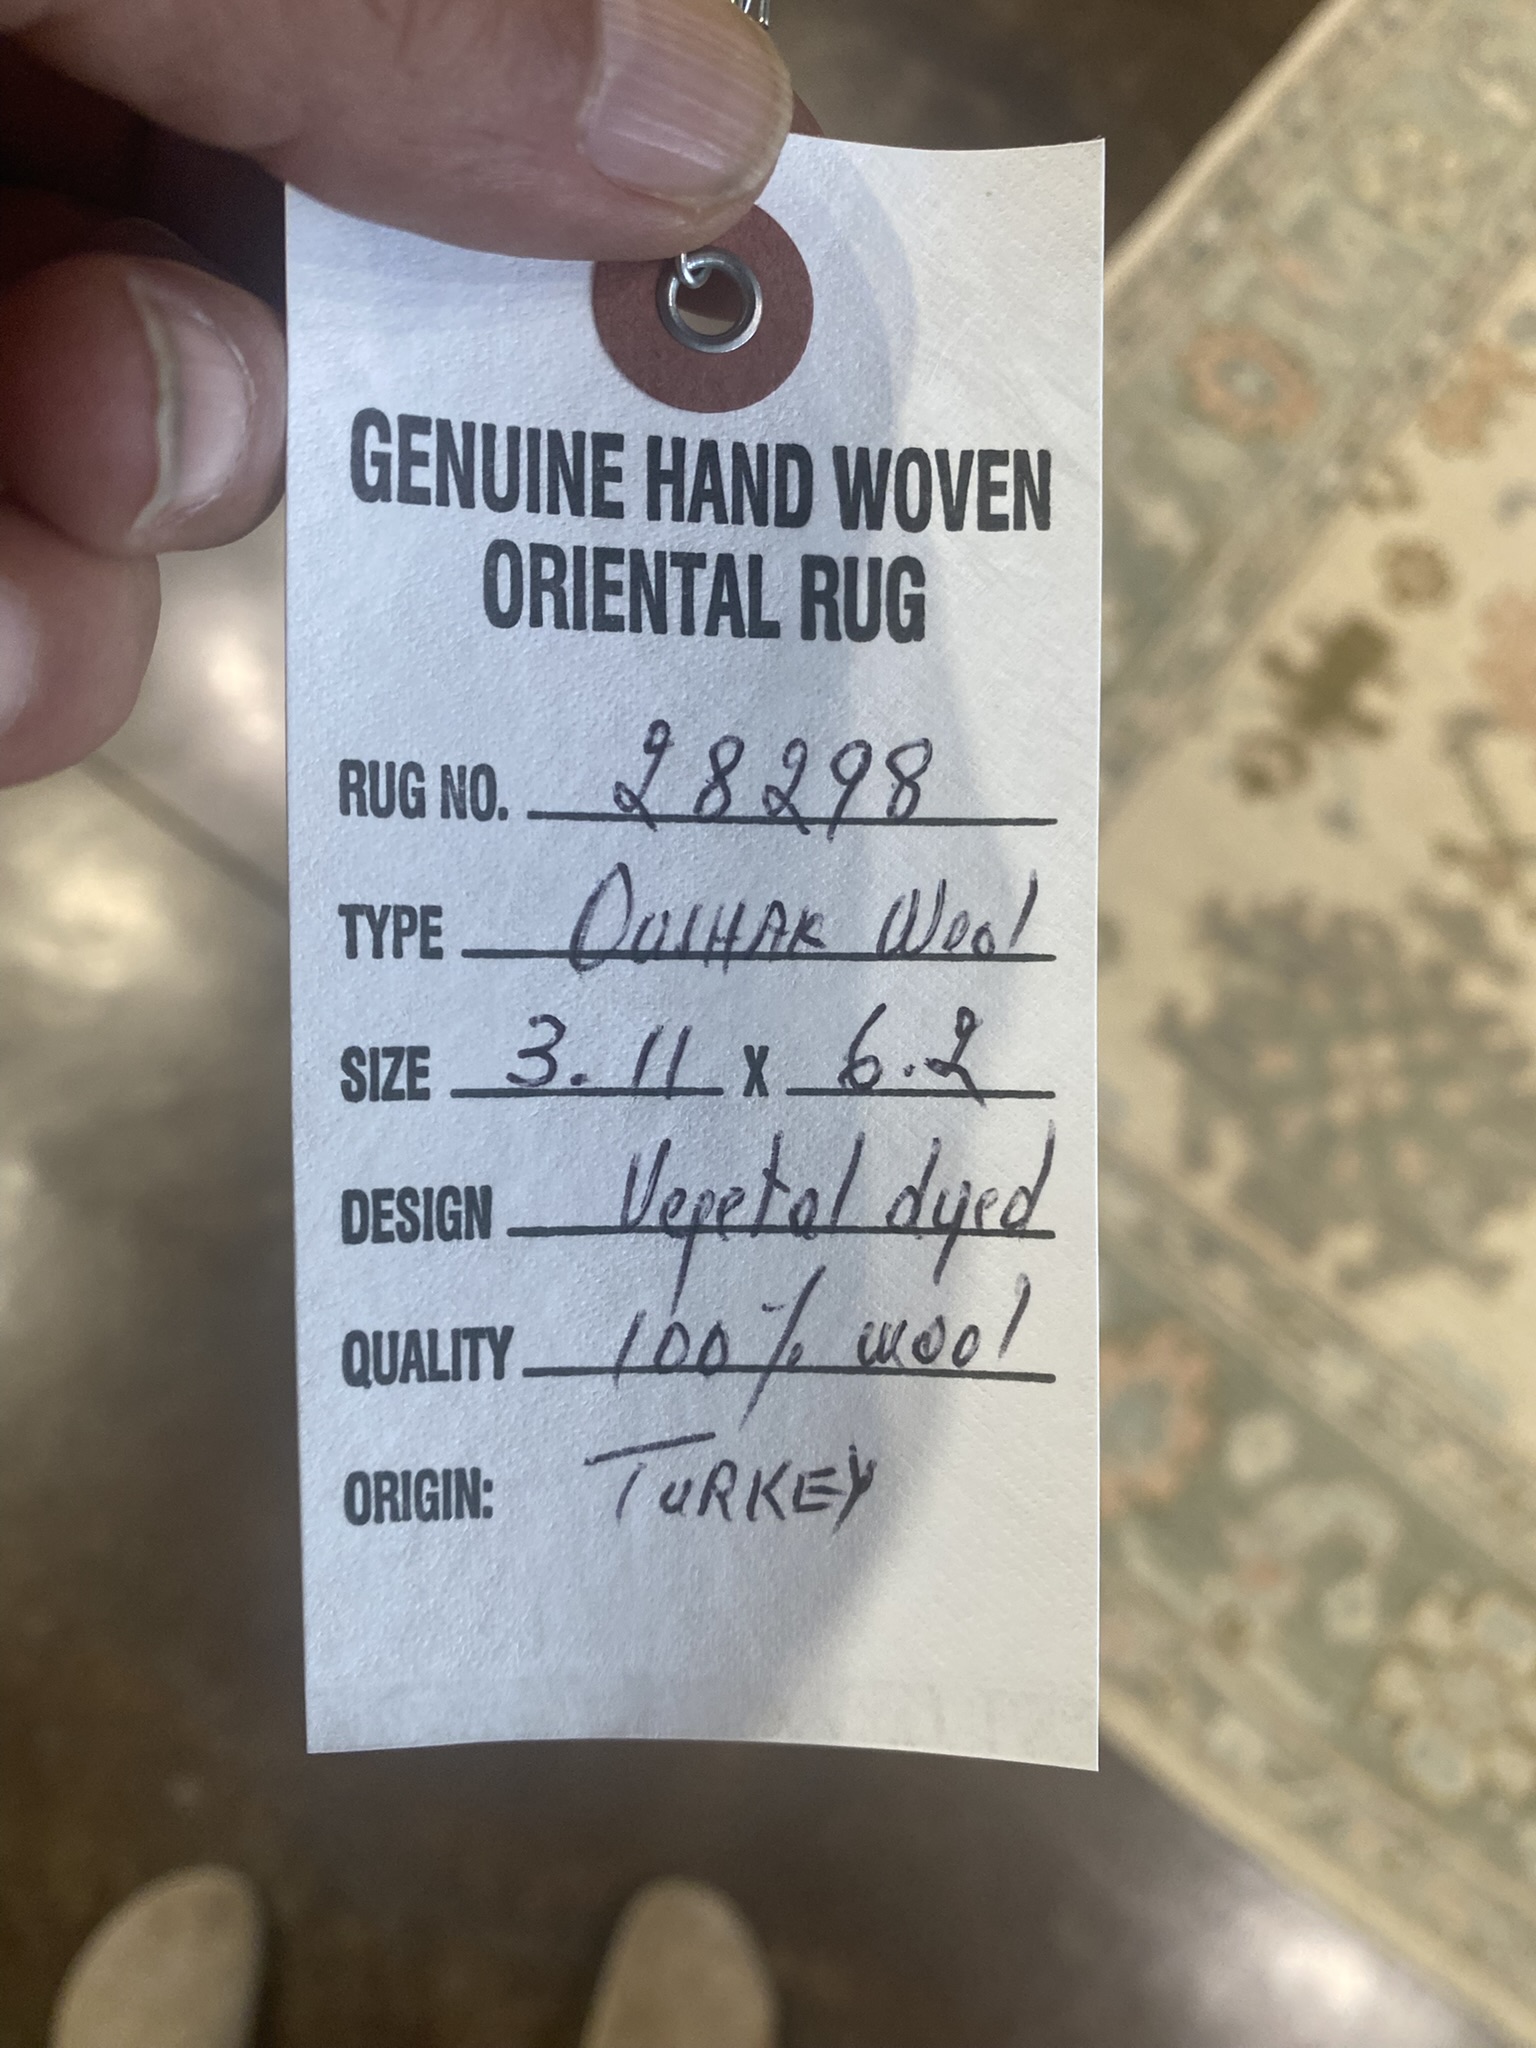 GENUINE HAND WOVEN
ORIENTAL RUG
RUG NO. 28298
TYPE OUSHAK Wool
SIZE 3.11 X 6.2
DESIGN Vegetal dyed
QUALITY 100% wool
ORIGIN: TURKEY